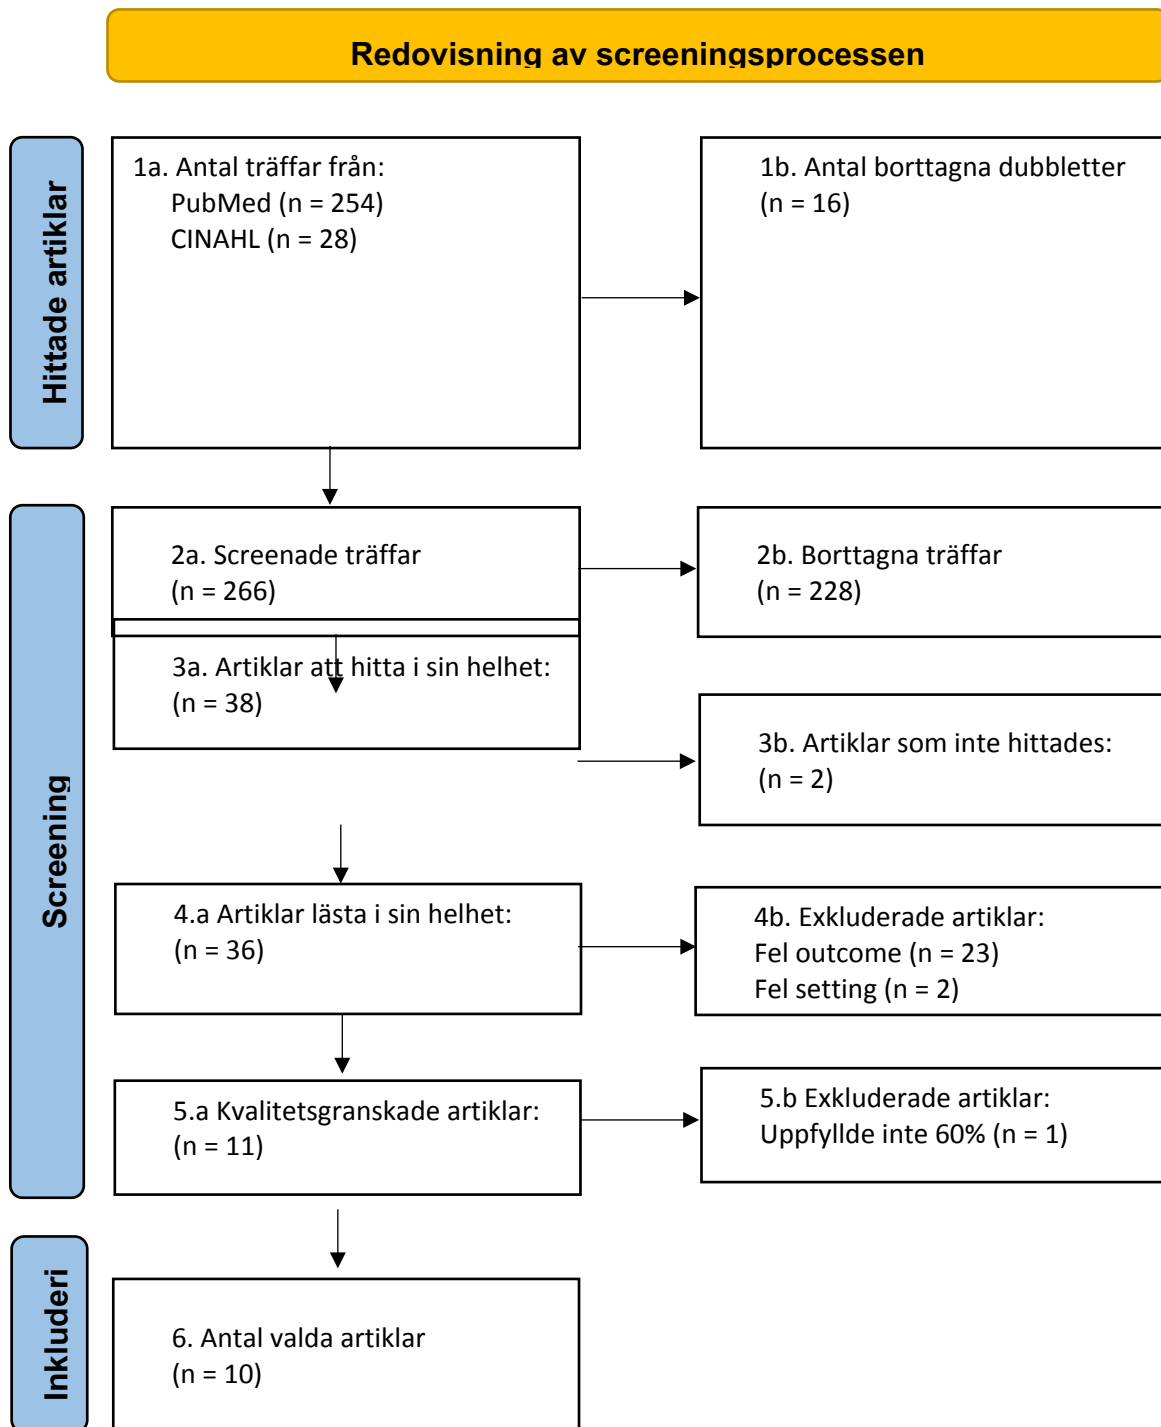 Redovisning av screeningsprocessen
Hittade artiklar
1a. Antal träffar från:
PubMed (n = 254)
CINAHL (n = 28)
1b. Antal borttagna dubbletter
(n = 16)
Screening
2a. Screenade träffar
(n = 266)
2b. Borttagna träffar
(n = 228)
3a. Artiklar att hitta i sin helhet:
(n = 38)
3b. Artiklar som inte hittades:
(n = 2)
4.a Artiklar lästa i sin helhet:
(n = 36)
4b. Exkluderade artiklar:
Fel outcome (n = 23)
Fel setting (n = 2)
5.a Kvalitetsgranskade artiklar:
(n = 11)
5.b Exkluderade artiklar:
Uppfyllde inte 60% (n = 1)
Inkluderi
6. Antal valda artiklar
(n = 10)